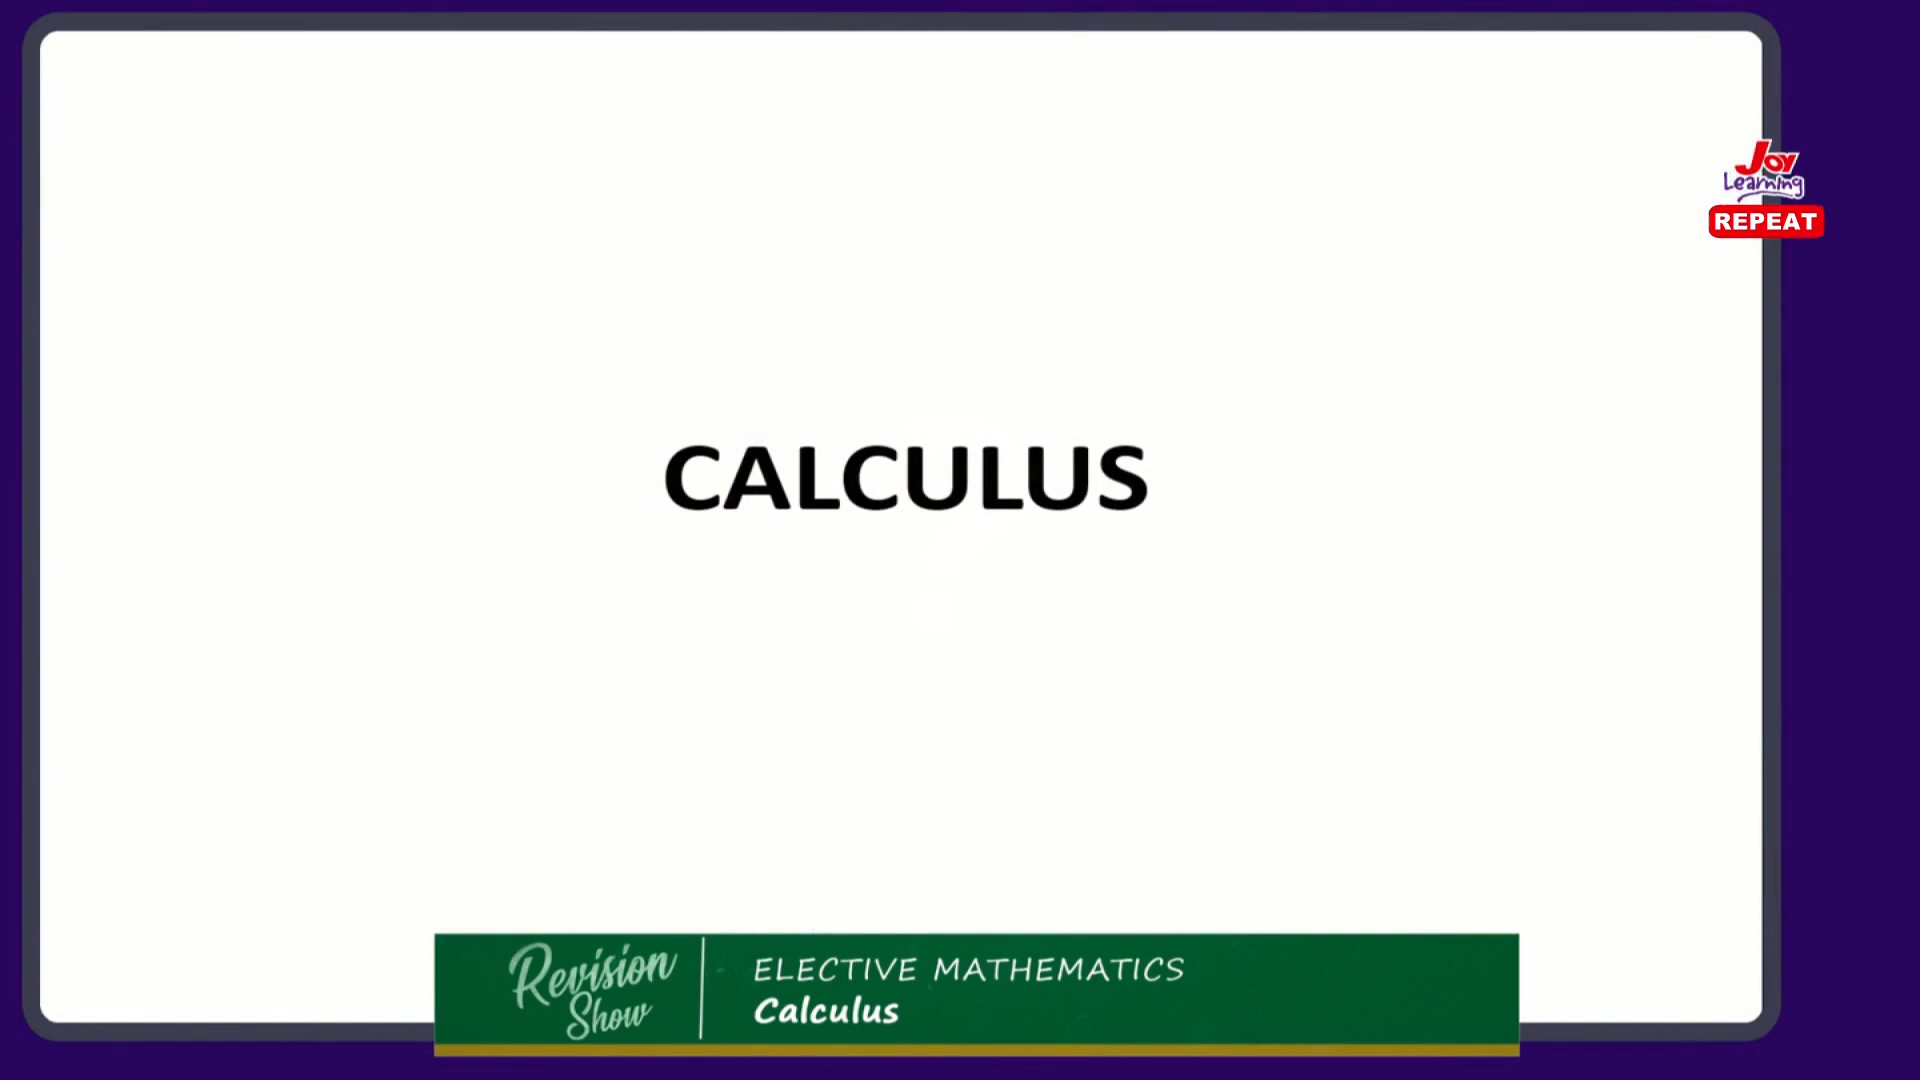 Joy
Learning
REPEAT
CALCULUS
Revision
Show
ELECTIVE MATHEMATICS
Calculus